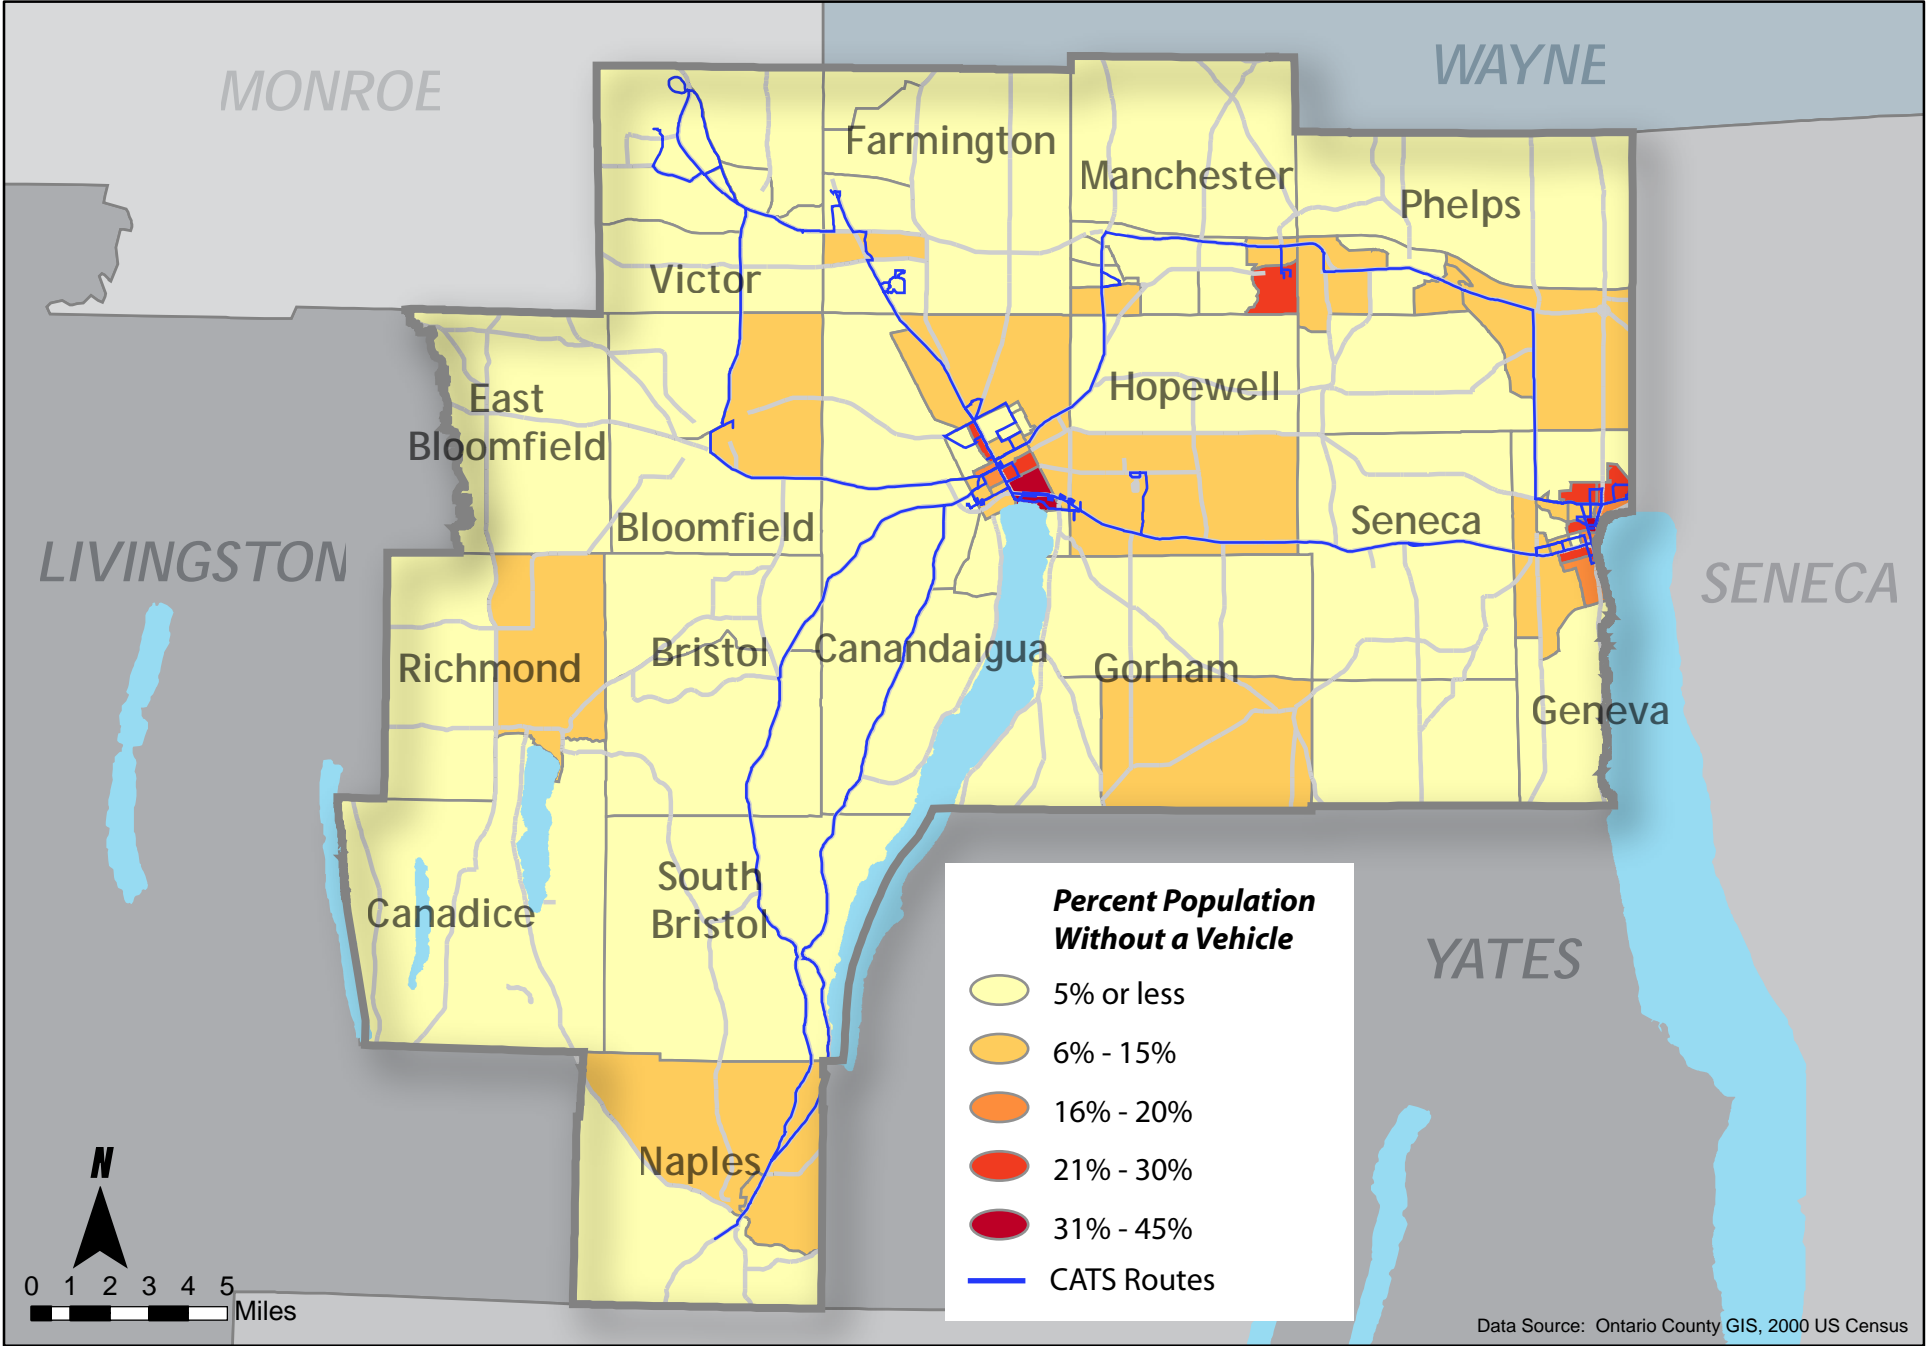 MONROE
WAYNE
Farmington
Manchester
Phelps
Victor
East
Bloomfield
Hopewell
Bloomfield
Seneca
LIVINGSTON
SENECA
Richmond
Bristol
Canandaigua
Gorham
Geneva
South
Bristol
Canadice
YATES
Naples
Percent Population
Without a Vehicle
5% or less
6% - 15%
16% - 20%
21% - 30%
31% - 45%
CATS Routes
N
0 1 2 3 4 5
Miles
Data Source: Ontario County GIS, 2000 US Census